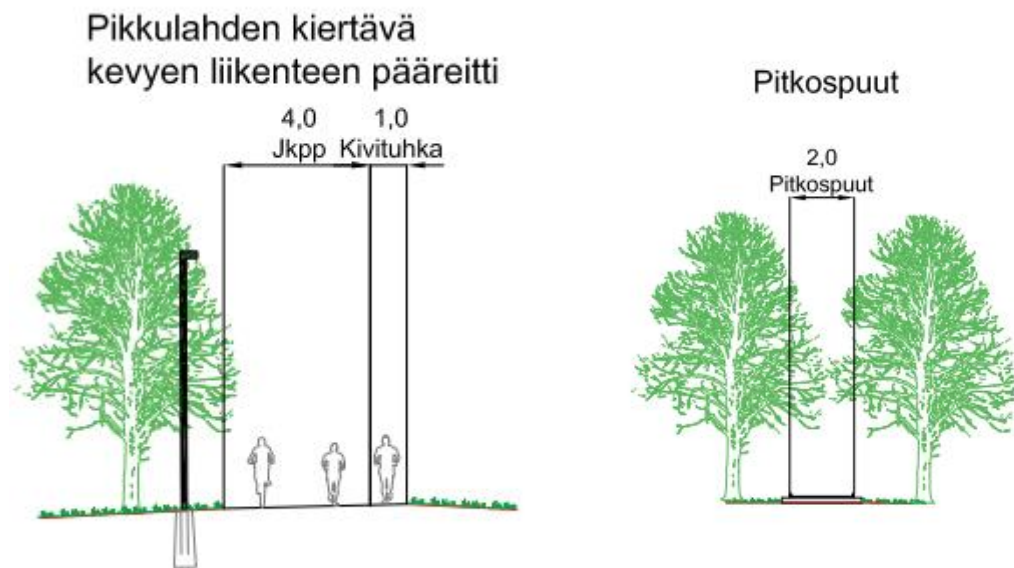 Pikkulahden kiertävä
kevyen liikenteen pääreitti
4,0
Jkpp
1,0
Kivituhka
Pitkospuut
2,0
Pitkospuut